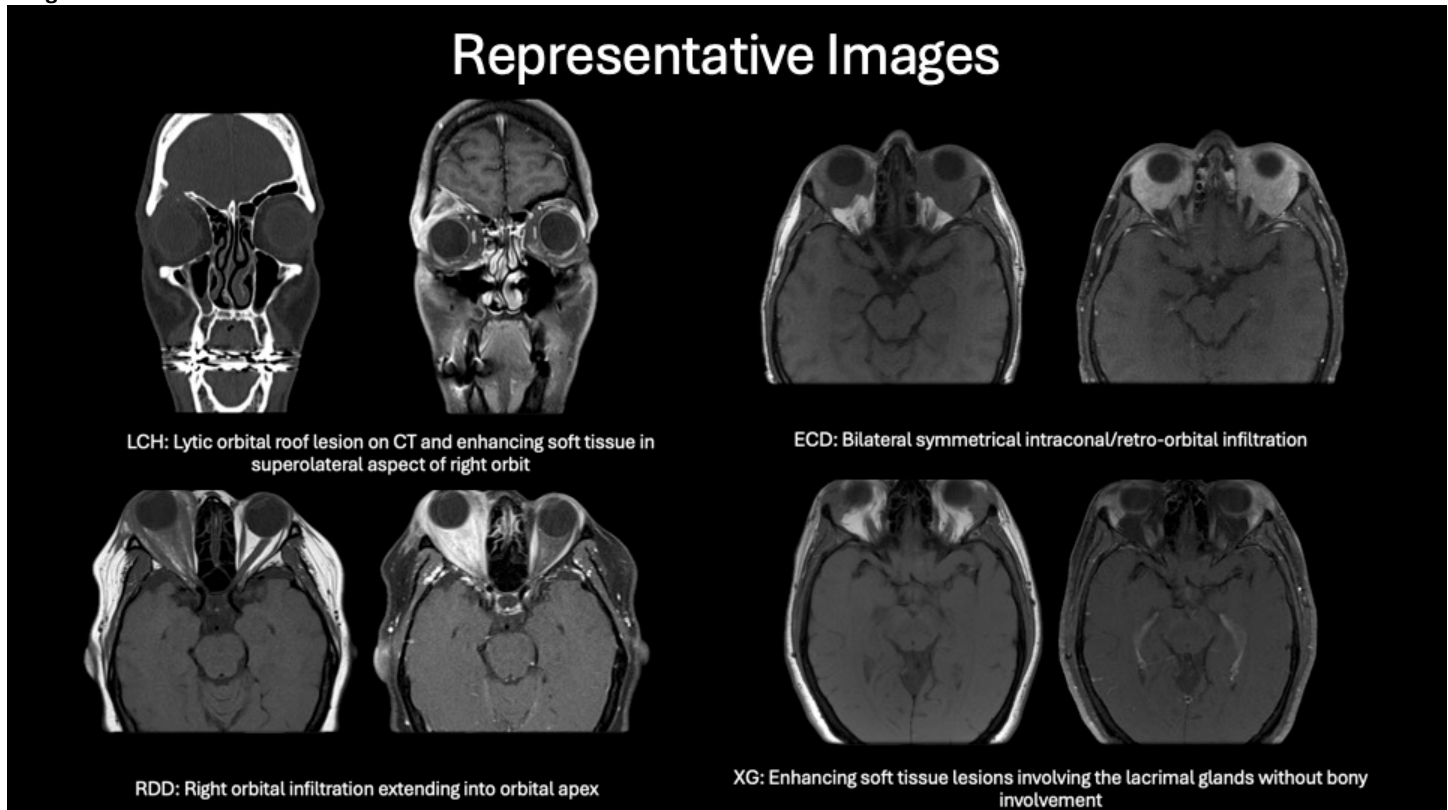 Representative Images
LCH: Lytic orbital roof lesion on CT and enhancing soft tissue in
superolateral aspect of right orbit
ECD: Bilateral symmetrical intraconal/retro-orbital infiltration
RDD: Right orbital infiltration extending into orbital apex
XG: Enhancing soft tissue lesions involving the lacrimal glands without bony
involvement